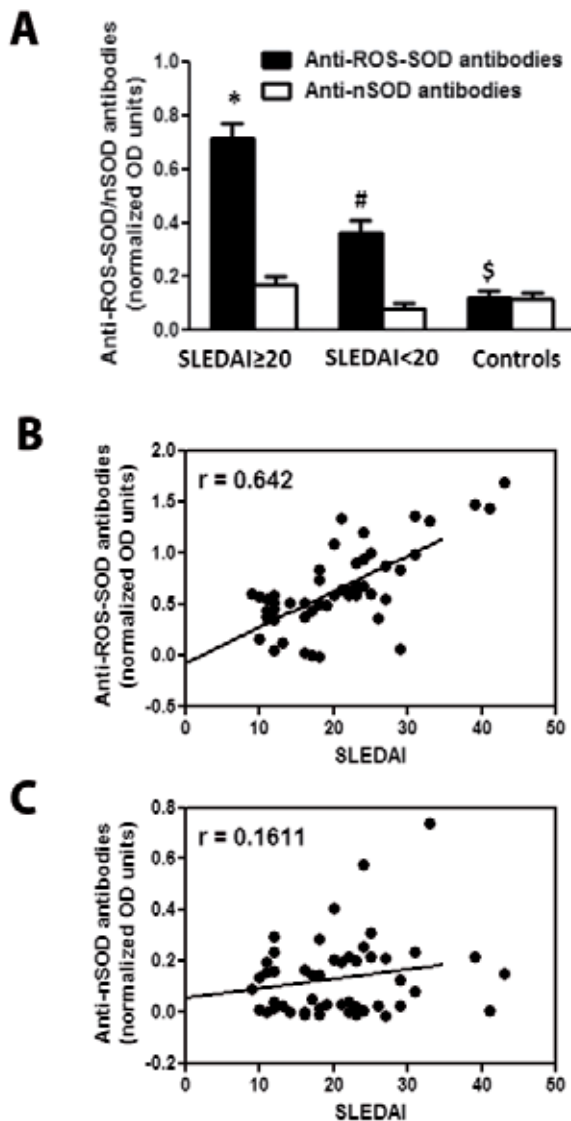 A
Anti-ROS-SOD/nSOD antibodies
(normalized OD units)
1.0
0.8
0.6
0.4
0.2
0.0
Anti-ROS-SOD antibodies
Anti-nSOD antibodies
*
#
$
SLEDAI≥20 SLEDAI<20 Controls
B
Anti-ROS-SOD antibodies
(normalized OD units)
2.0
1.5
1.0
0.5
0.0
-0.5
r = 0.642
0 10 20 30 40 50
SLEDAI
C
Anti-nSOD antibodies
(normalized OD units)
0.8
0.6
0.4
0.2
0.0
-0.2
r = 0.1611
0 10 20 30 40 50
SLEDAI